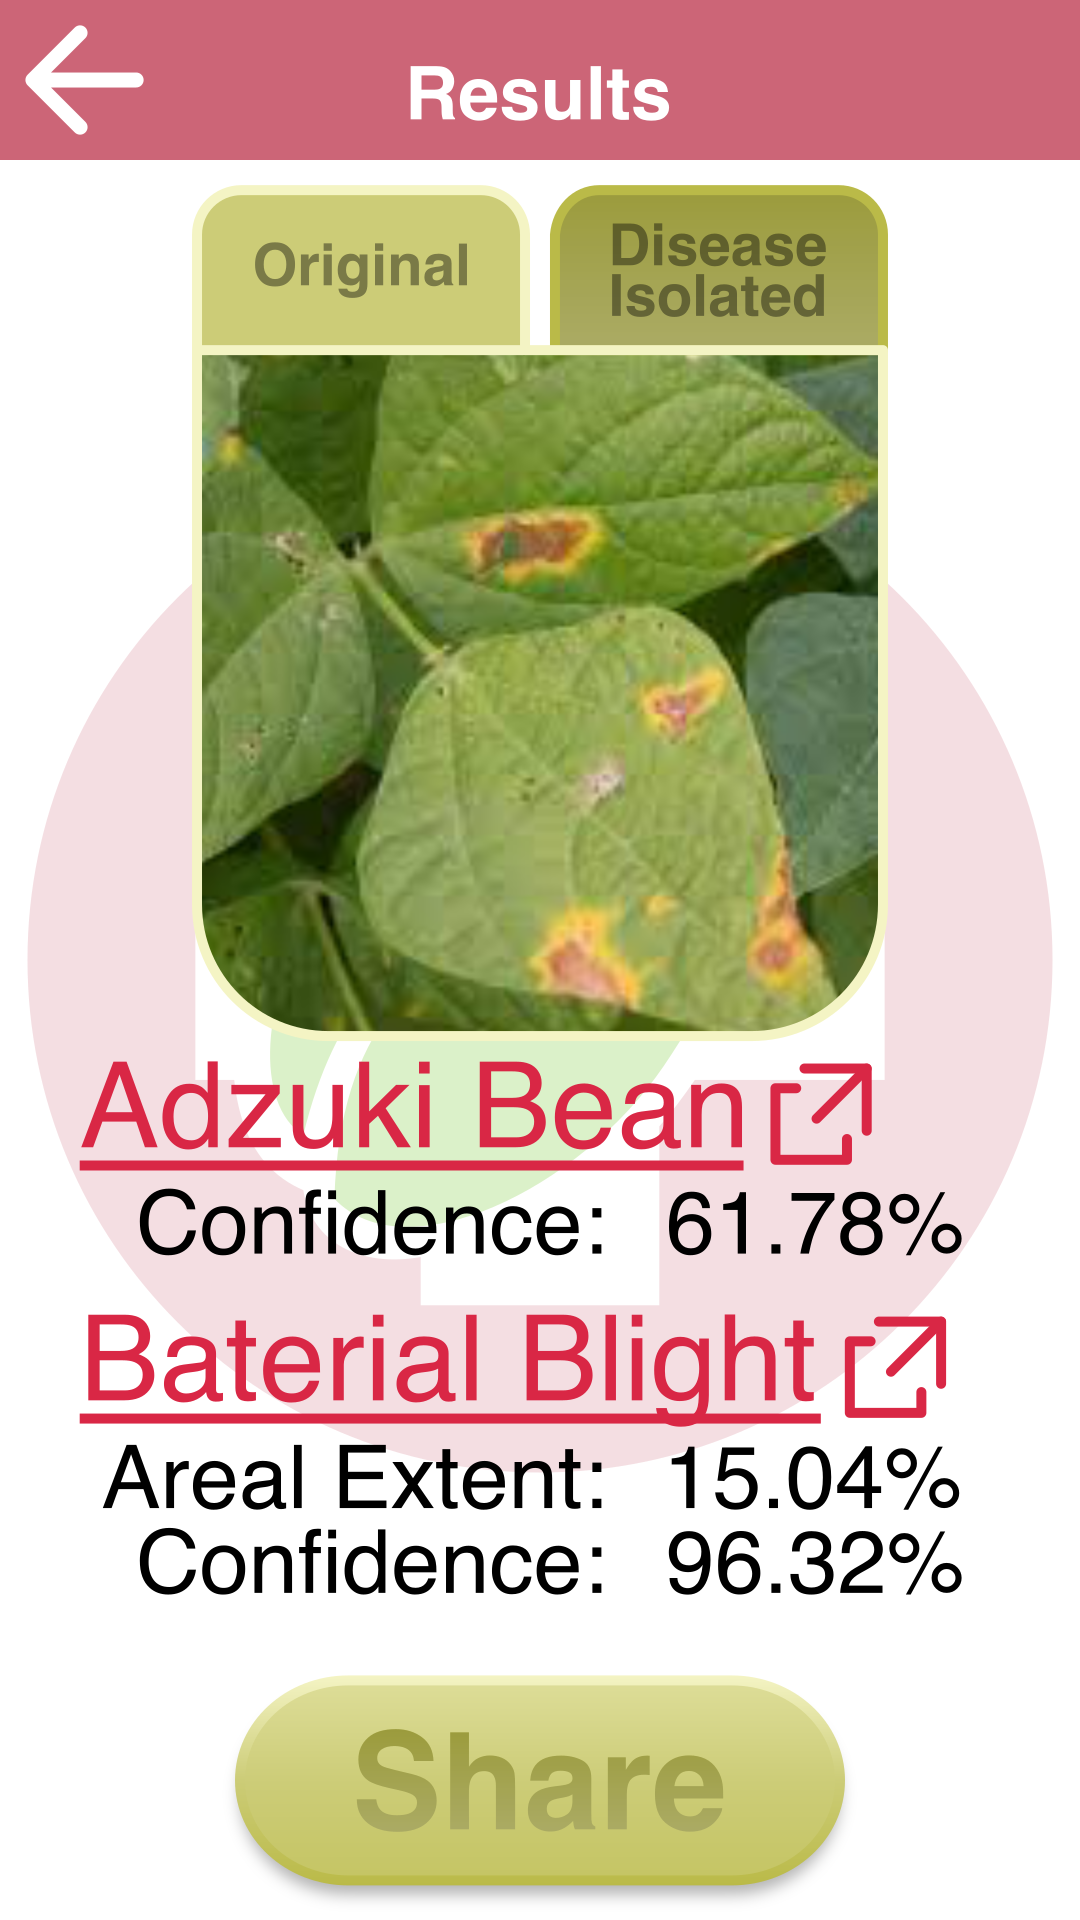 Results
Original
Disease
Isolated
Adzuki Bean
Confidence: 61.78%
Baterial Blight
Areal Extent: 15.04%
Confidence: 96.32%
Share